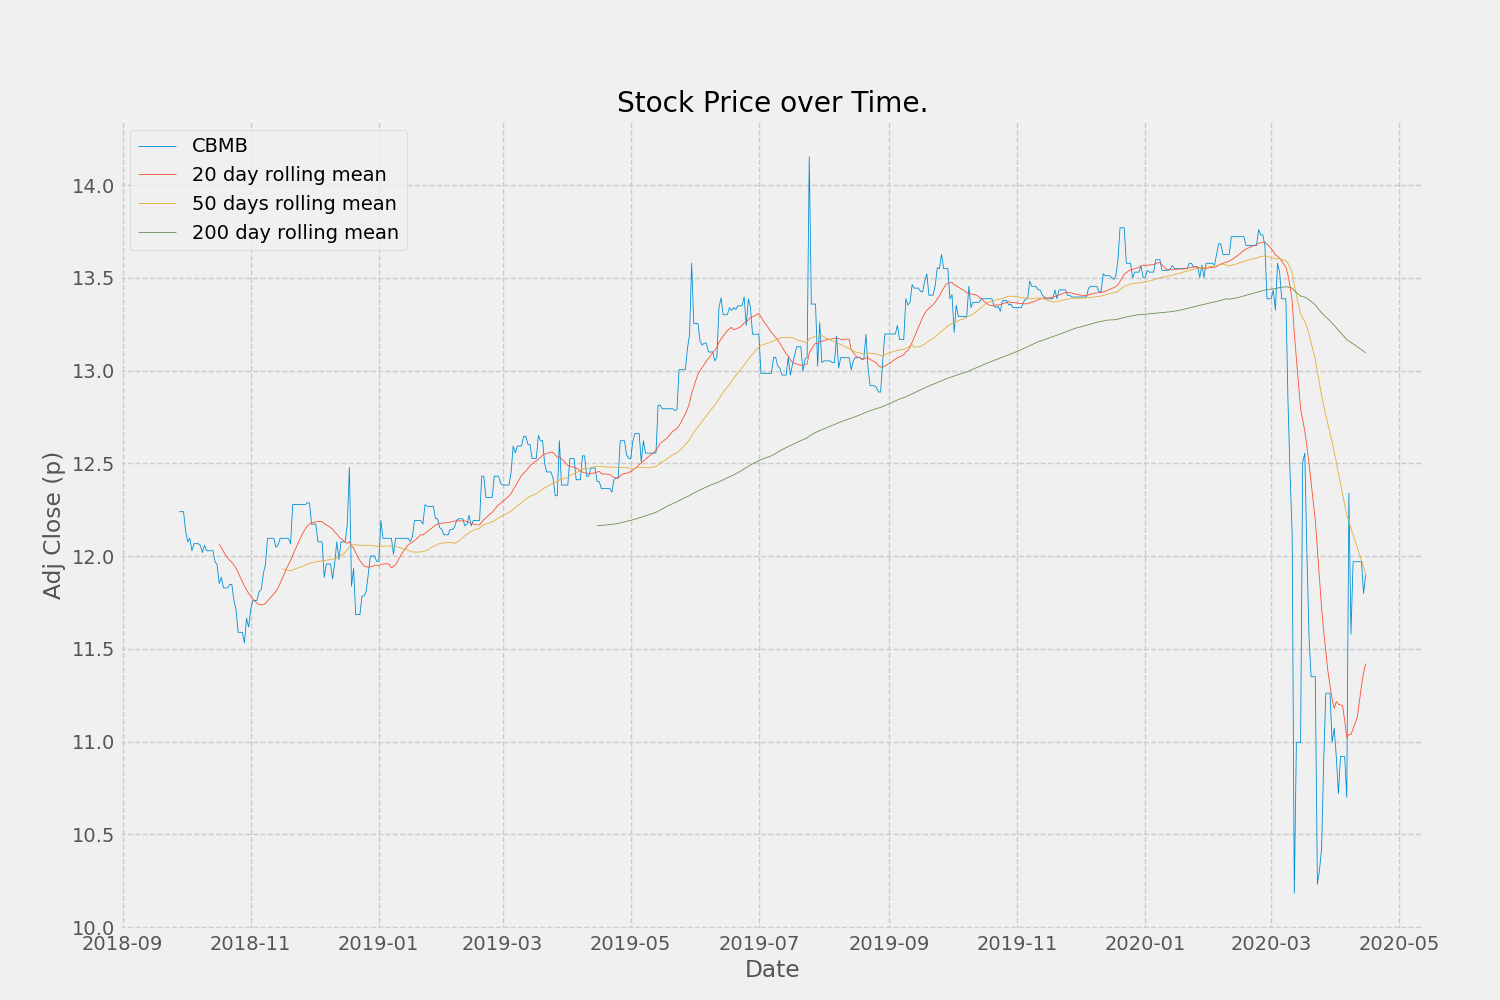 Stock Price over Time.
CBMB
20 day rolling mean
50 days rolling mean
200 day rolling mean
Adj Close (p)
14.0
13.5
13.0
12.5
12.0
11.5
11.0
10.5
10.0
2018-09 2018-11 2019-01 2019-03 2019-05 2019-07 2019-09 2019-11 2020-01 2020-03 2020-05
Date